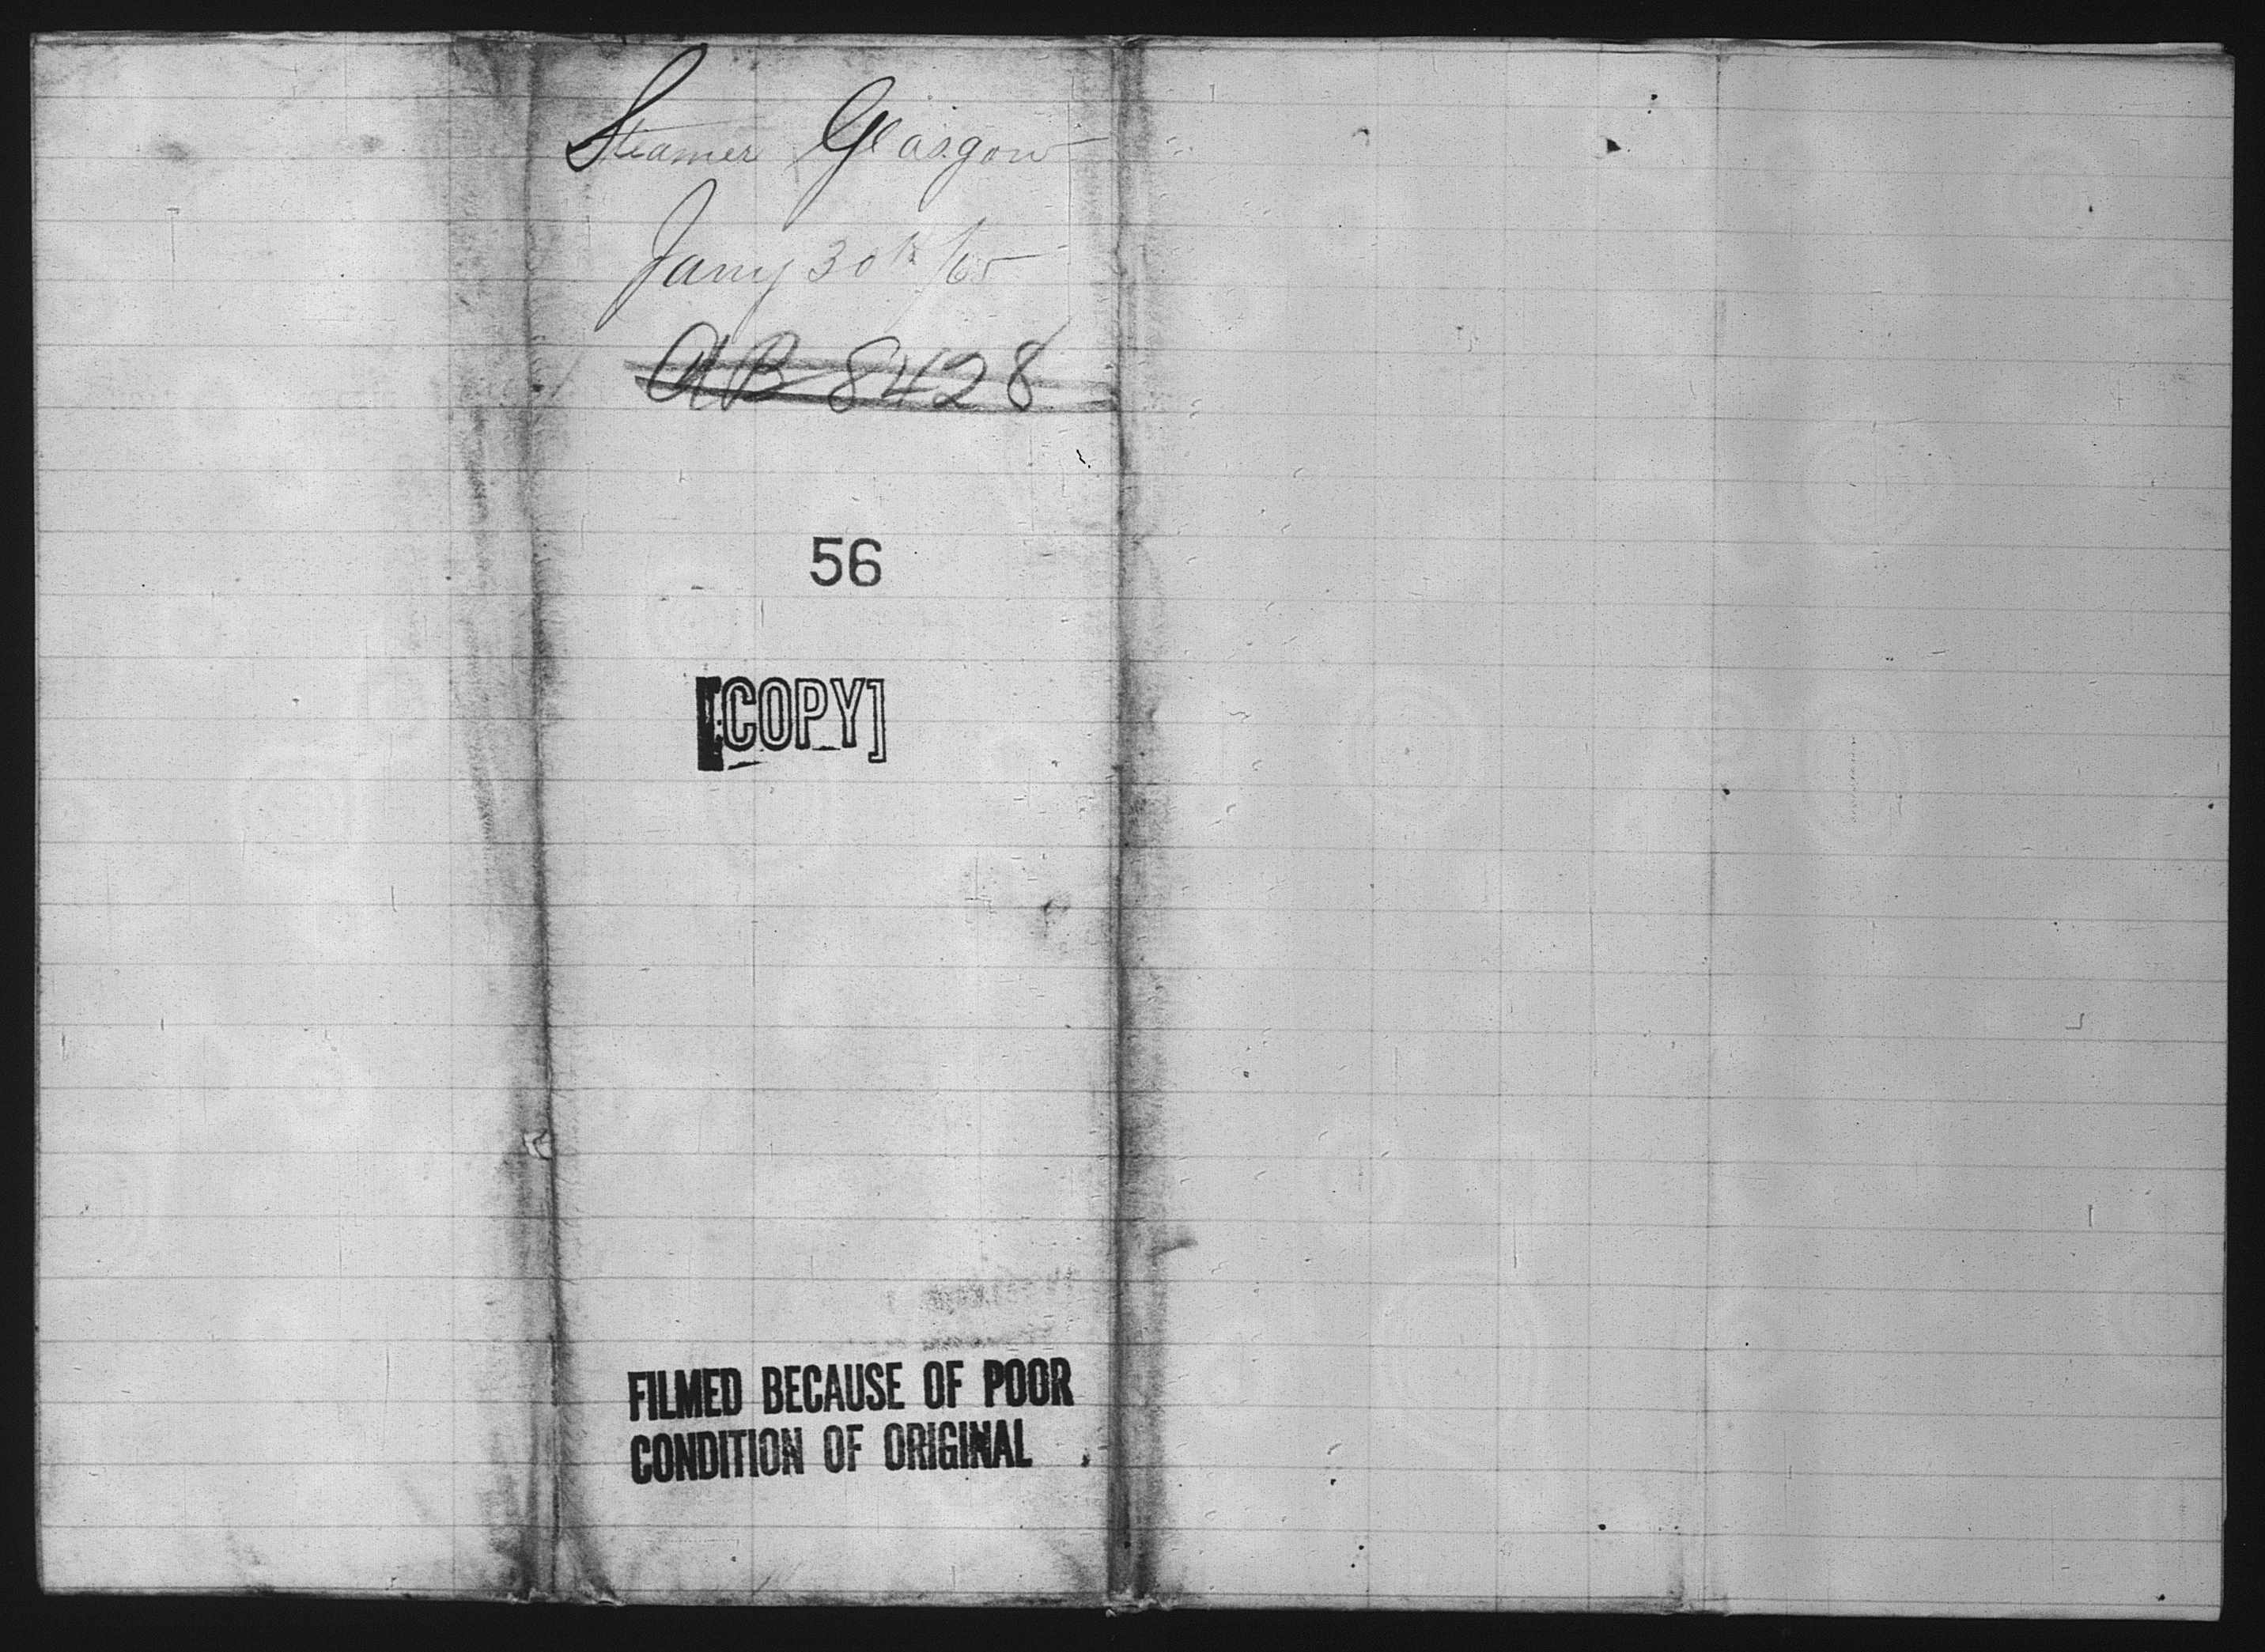 Steamer Glasgow
Jany 30th /65
AB 8428
56
[COPY]
FILMED BECAUSE OF POOR
CONDITION OF ORIGINAL